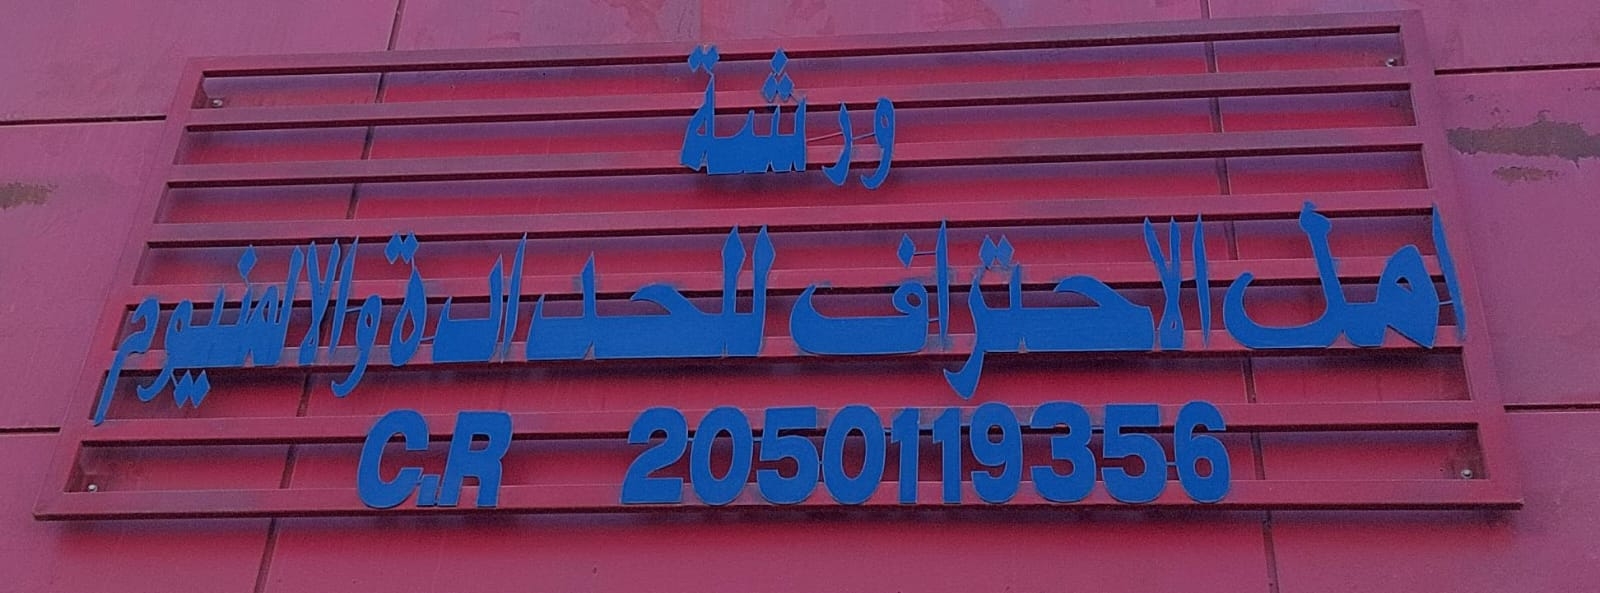 ورشة
امل الاحتراف للحدادة والالمنيوم
C.R 2050119356